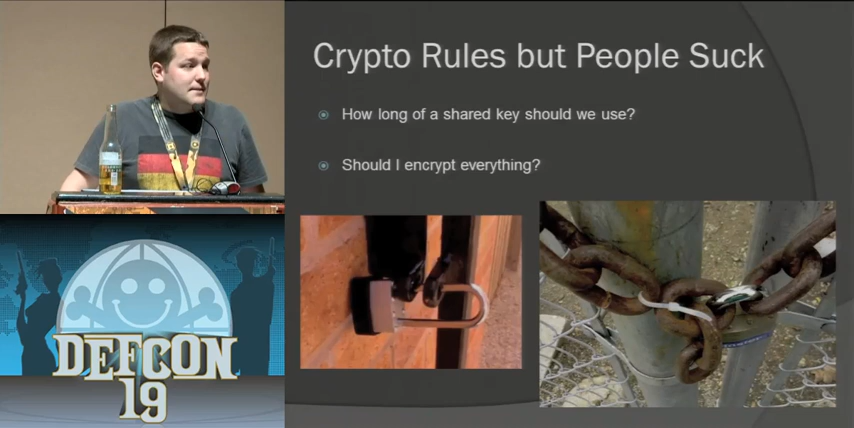 Crypto Rules but People Suck
How long of a shared key should we use?
Should I encrypt everything?
DEFCON
19